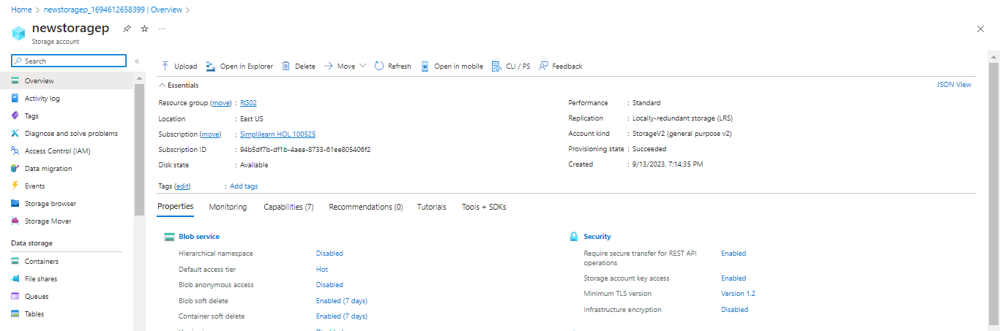 Home > newstoragep_1694612658399 | Overview >
newstoragep
Storage account
Search
Overview
Activity log
Tags
Diagnose and solve problems
Access Control (IAM)
Data migration
Events
Storage browser
Storage Mover
Data storage
Containers
File shares
Queues
Tables
Upload Open in Explorer Delete Move Refresh Open in mobile CLI / PS Feedback
Essentials
JSON View
Resource group (move) : RG02
Location : East US
Subscription (move) : Simplilearn HOL 100525
Subscription ID : 94b5df7b-df1b-4aea-8733-61ee805406f2
Disk state : Available
Performance : Standard
Replication : Locally-redundant storage (LRS)
Account kind : StorageV2 (general purpose v2)
Provisioning state : Succeeded
Created : 9/13/2023, 7:14:35 PM
Tags (edit) : Add tags
Properties Monitoring Capabilities (7) Recommendations (0) Tutorials Tools + SDKs
Blob service
Hierarchical namespace Disabled
Default access tier Hot
Blob anonymous access Disabled
Blob soft delete Enabled (7 days)
Container soft delete Enabled (7 days)
Security
Require secure transfer for REST API operations Enabled
Storage account key access Enabled
Minimum TLS version Version 1.2
Infrastructure encryption Disabled